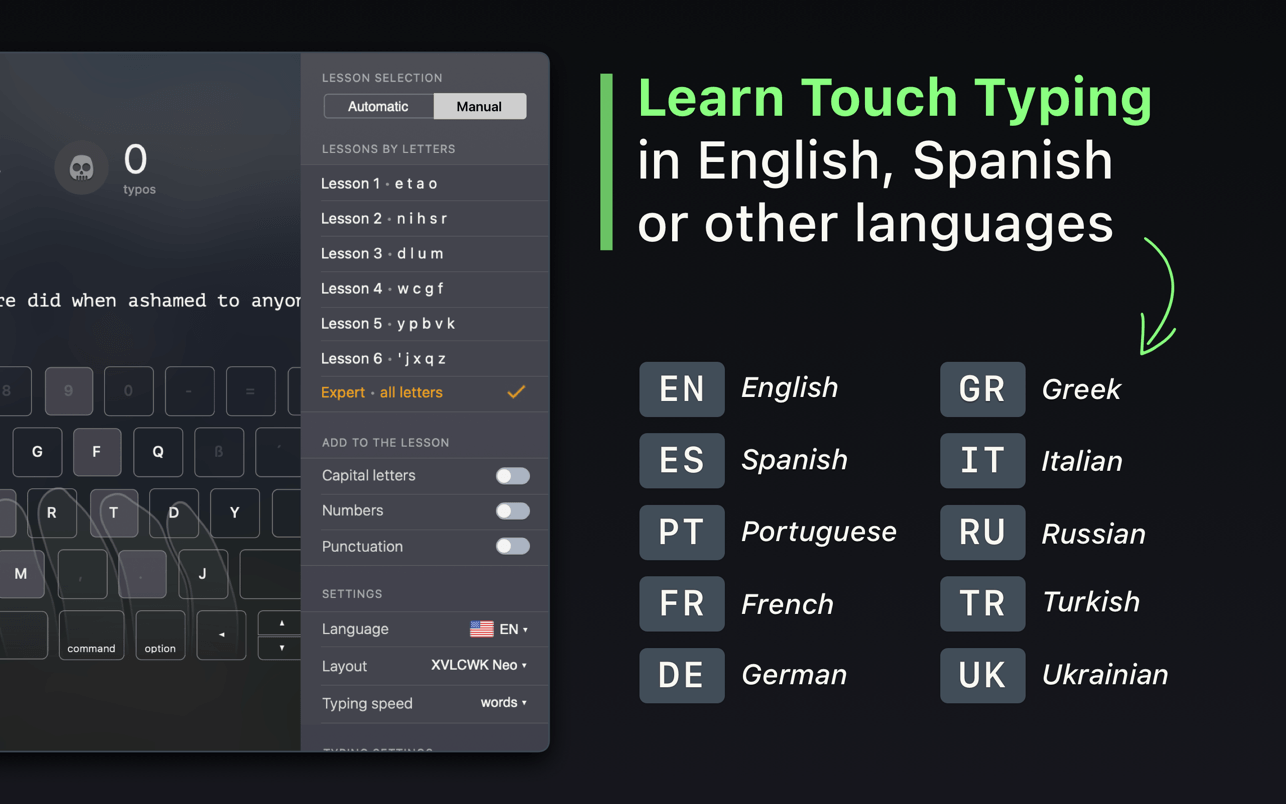 LESSON SELECTION
Automatic Manual
LESSONS BY LETTERS
Lesson 1 • e t a o
Lesson 2 • n i h s r
Lesson 3 • d l u m
Lesson 4 • w c g f
Lesson 5 • y p b v k
Lesson 6 • ' j x q z
Expert • all letters
ADD TO THE LESSON
Capital letters
Numbers
Punctuation
SETTINGS
Language EN
Layout XVLCWK Neo
Typing speed words
TYPING SETTINGS
0
typos
re did when ashamed to anyon
8 9 0 - =
G F Q ß
R T D Y
M , . J
command option
Learn Touch Typing
in English, Spanish
or other languages
EN English
ES Spanish
PT Portuguese
FR French
DE German
GR Greek
IT Italian
RU Russian
TR Turkish
UK Ukrainian